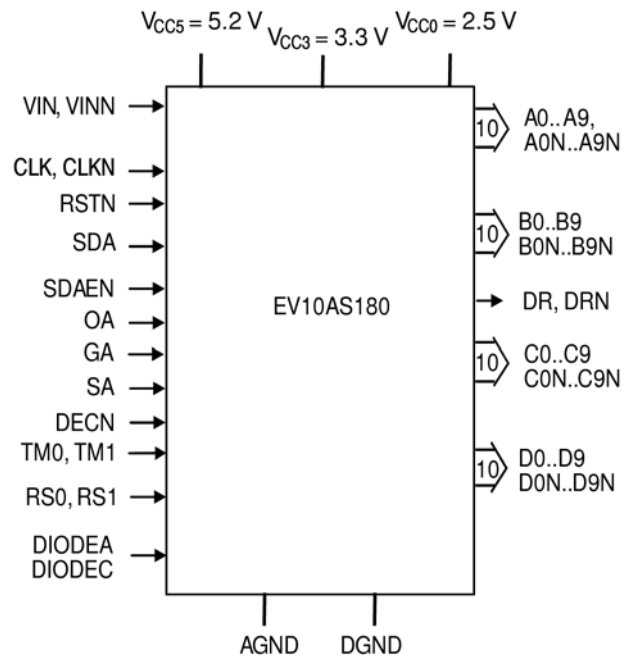 VCC5 = 5.2 V
VCC3 = 3.3 V
VCC0 = 2.5 V
VIN, VINN
CLK, CLKN
RSTN
SDA
SDAEN
OA
GA
SA
DECN
TM0, TM1
RS0, RS1
DIODEA
DIODEC
EV10AS180
10
A0..A9,
A0N..A9N
10
B0..B9
B0N..B9N
DR, DRN
10
C0..C9
C0N..C9N
10
D0..D9
D0N..D9N
AGND
DGND